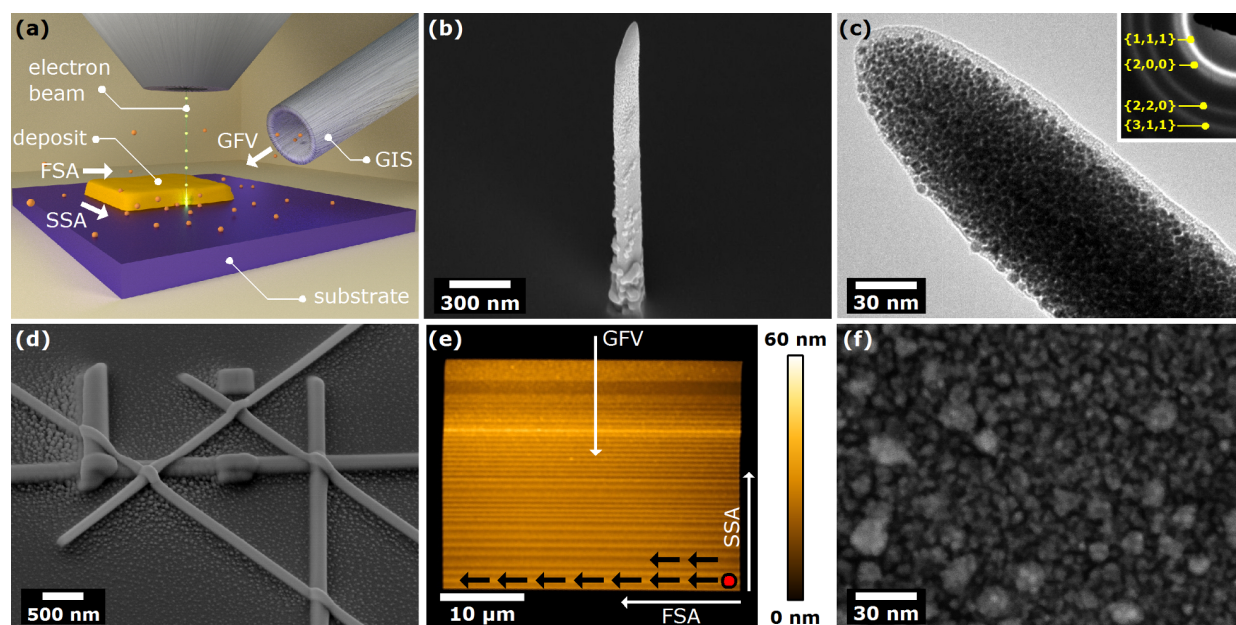 (a)
electron
beam
deposit
FSA
SSA
GFV
GIS
substrate
(b)
300 nm
(c)
{1,1,1}
{2,0,0}
{2,2,0}
{3,1,1}
30 nm
(d)
500 nm
(e)
GFV
SSA
FSA
10 µm
60 nm
0 nm
(f)
30 nm